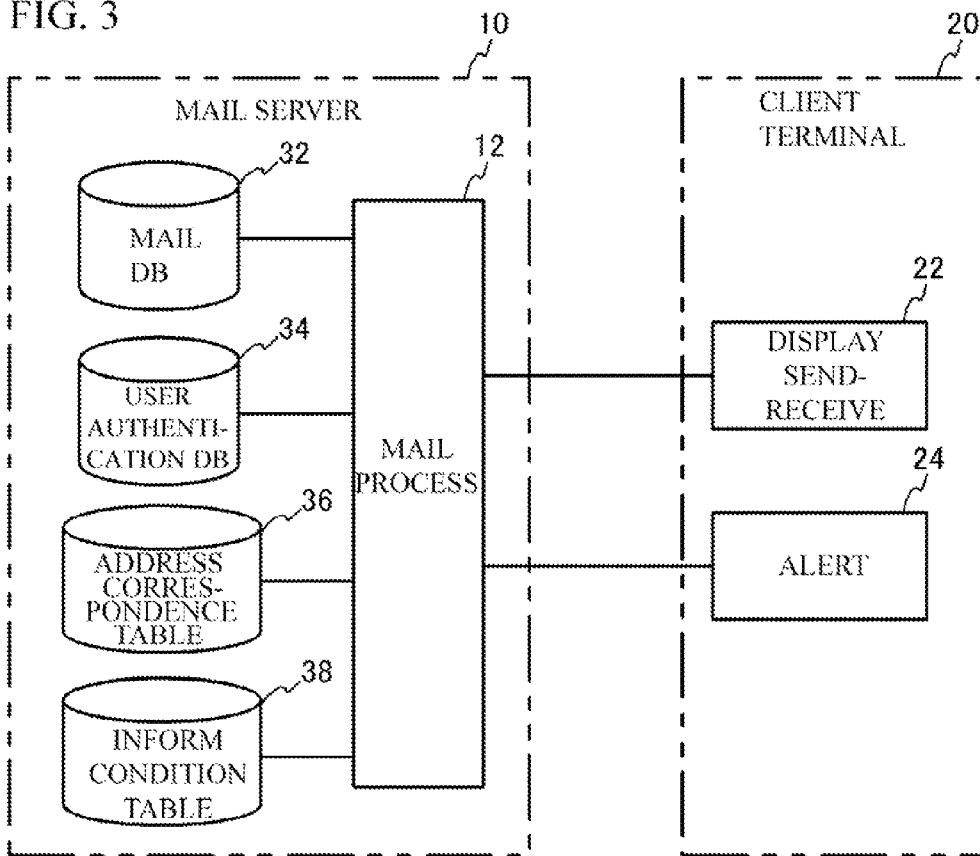 FIG. 3
10
20
MAIL SERVER
CLIENT
TERMINAL
32
12
MAIL
DB
34
USER
AUTHENTI-
CATION DB
36
ADDRESS
CORRES-
PONDENCE
TABLE
38
INFORM
CONDITION
TABLE
MAIL
PROCESS
22
DISPLAY
SEND-
RECEIVE
24
ALERT